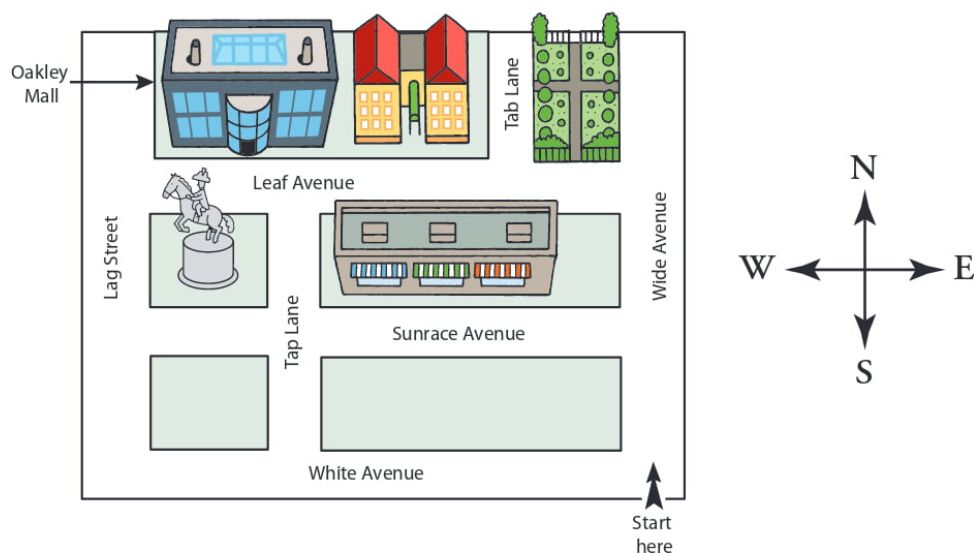 Oakley
Mall
Tab Lane
Leaf Avenue
Lag Street
Wide Avenue
Tap Lane
Sunrace Avenue
White Avenue
Start
here
N
W
E
S